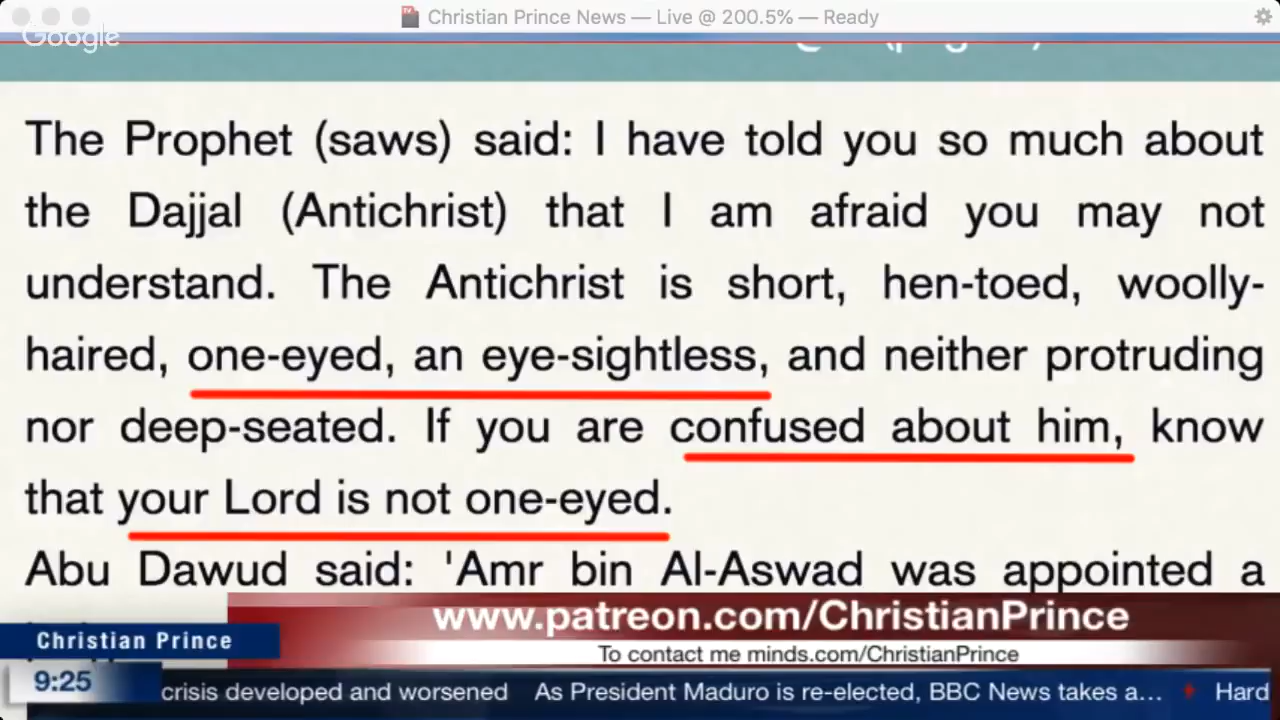 Christian Prince News — Live @ 200.5% — Ready
Google
The Prophet (saws) said: I have told you so much about
the Dajjal (Antichrist) that I am afraid you may not
understand. The Antichrist is short, hen-toed, woolly-
haired, one-eyed, an eye-sightless, and neither protruding
nor deep-seated. If you are confused about him, know
that your Lord is not one-eyed.
Abu Dawud said: 'Amr bin Al-Aswad was appointed a
www.patreon.com/ChristianPrince
Christian Prince
To contact me minds.com/ChristianPrince
9:25
crisis developed and worsened As President Maduro is re-elected, BBC News takes a... Hard